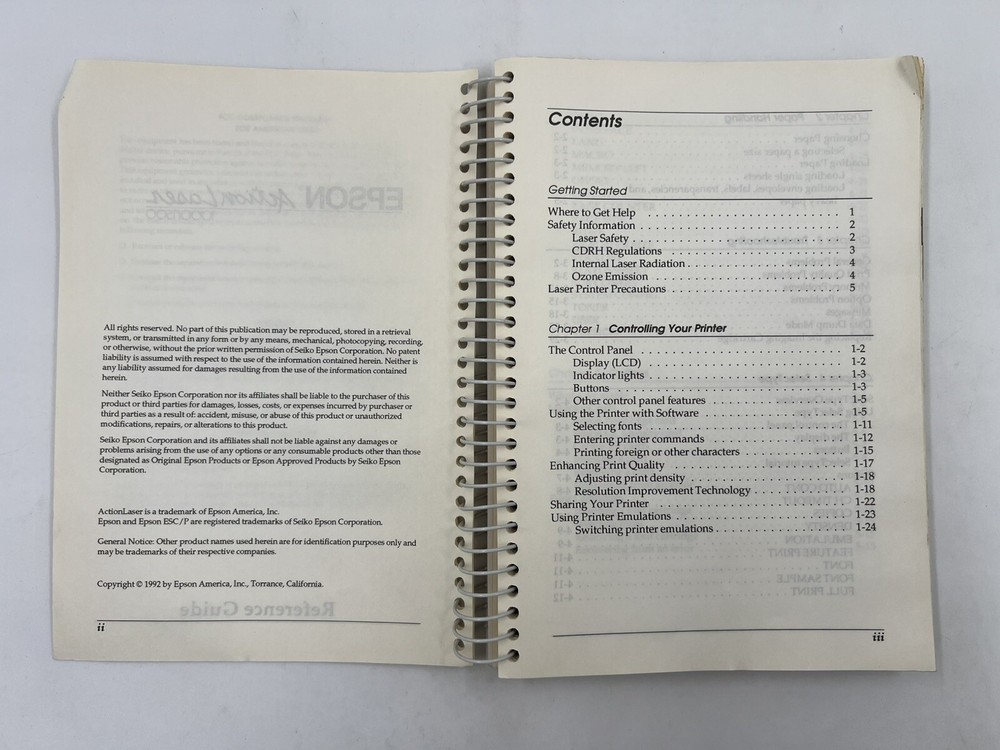 All rights reserved. No part of this publication may be reproduced, stored in a retrieval
system, or transmitted in any form or by any means, mechanical, photocopying, recording,
or otherwise, without the prior written permission of Seiko Epson Corporation. No patent
liability is assumed with respect to the use of the information contained herein. Neither is
any liability assumed for damages resulting from the use of the information contained
herein.
Neither Seiko Epson Corporation nor its affiliates shall be liable to the purchaser of this
product or third parties for damages, losses, costs, or expenses incurred by purchaser or
third parties as a result of: accident, misuse, or abuse of this product or unauthorized
modifications, repairs, or alterations to this product.
Seiko Epson Corporation and its affiliates shall not be liable against any damages or
problems arising from the use of any options or any consumable products other than those
designated as Original Epson Products or Epson Approved Products by Seiko Epson
Corporation.
ActionLaser is a trademark of Epson America, Inc.
Epson and Epson ESC/P are registered trademarks of Seiko Epson Corporation.
General Notice: Other product names used herein are for identification purposes only and
may be trademarks of their respective companies.
Copyright © 1992 by Epson America, Inc., Torrance, California.
ii
Contents
Getting Started
Where to Get Help . . . . . . . . . . . . . . . . . . . . 1
Safety Information . . . . . . . . . . . . . . . . . . . . 2
Laser Safety . . . . . . . . . . . . . . . . . . . . 2
CDRH Regulations . . . . . . . . . . . . . . . . 3
Internal Laser Radiation . . . . . . . . . . . . . . 4
Ozone Emission . . . . . . . . . . . . . . . . . . 4
Laser Printer Precautions . . . . . . . . . . . . . . . . 5
Chapter 1 Controlling Your Printer
The Control Panel . . . . . . . . . . . . . . . . . . . . 1-2
Display (LCD) . . . . . . . . . . . . . . . . . . . 1-2
Indicator lights . . . . . . . . . . . . . . . . . . 1-3
Buttons . . . . . . . . . . . . . . . . . . . . . . 1-3
Other control panel features . . . . . . . . . . . . 1-5
Using the Printer with Software . . . . . . . . . . . . . 1-5
Selecting fonts . . . . . . . . . . . . . . . . . . 1-11
Entering printer commands . . . . . . . . . . . . 1-12
Printing foreign or other characters . . . . . . . . . 1-15
Enhancing Print Quality . . . . . . . . . . . . . . . . . 1-17
Adjusting print density . . . . . . . . . . . . . . . 1-18
Resolution Improvement Technology . . . . . . . . 1-18
Sharing Your Printer . . . . . . . . . . . . . . . . . . . 1-22
Using Printer Emulations . . . . . . . . . . . . . . . . . 1-23
Switching printer emulations . . . . . . . . . . . . 1-24
iii